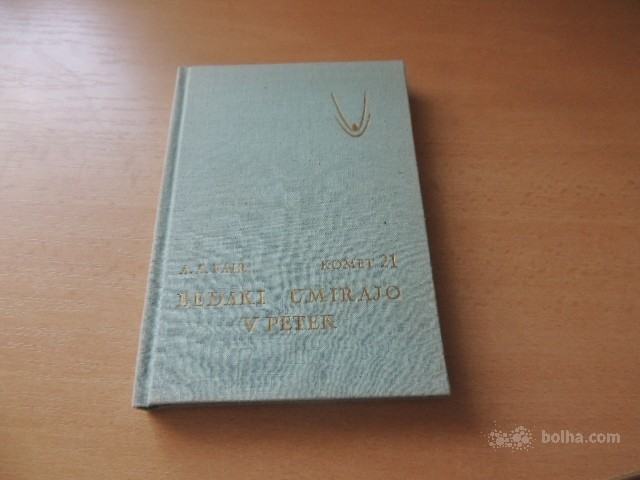 A. A. FAIR KOMET 21
BEDAKI UMIRAJO
V PETEK
bolha.com